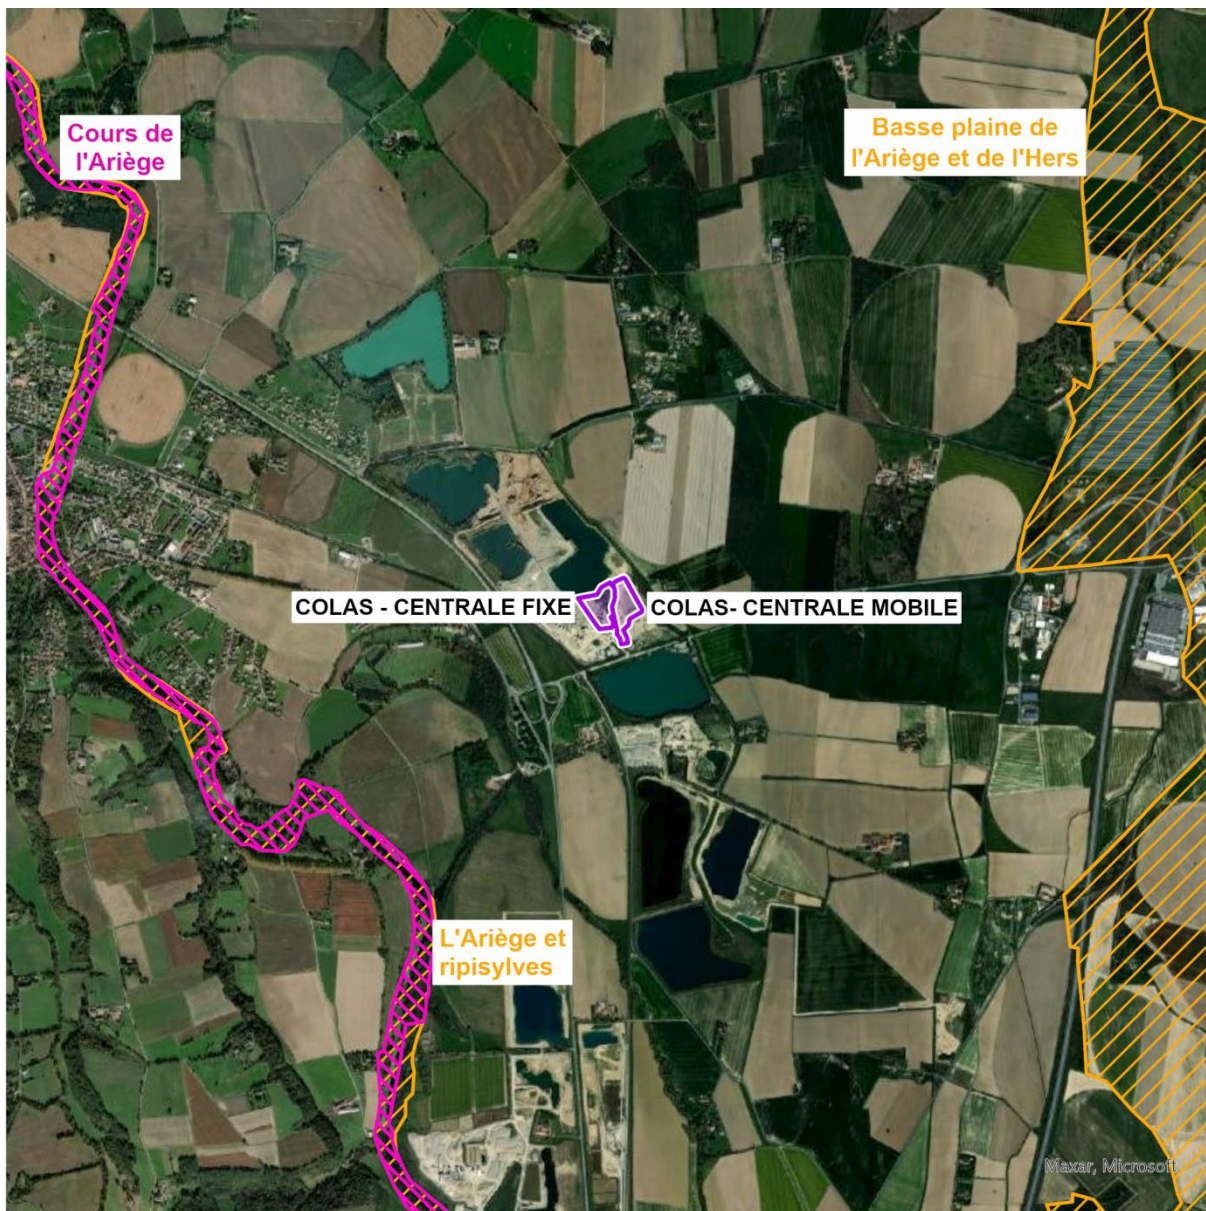 Cours de
l'Ariège
Basse plaine de
l'Ariège et de l'Hers
COLAS - CENTRALE FIXE
COLAS- CENTRALE MOBILE
L'Ariège et
ripisylves
Maxar, Microsoft